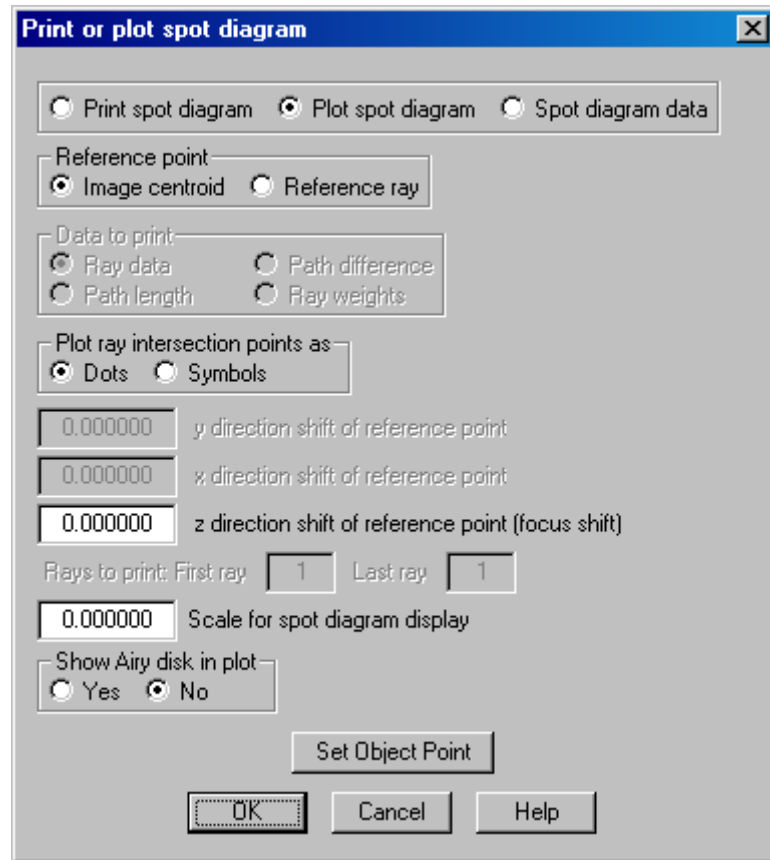 Print or plot spot diagram
Print spot diagram Plot spot diagram Spot diagram data
Reference point
Image centroid Reference ray
Data to print
Ray data Path difference
Path length Ray weights
Plot ray intersection points as
Dots Symbols
0.000000 y direction shift of reference point
0.000000 x direction shift of reference point
0.000000 z direction shift of reference point (focus shift)
Rays to print: First ray 1 Last ray 1
0.000000 Scale for spot diagram display
Show Airy disk in plot
Yes No
Set Object Point
OK Cancel Help